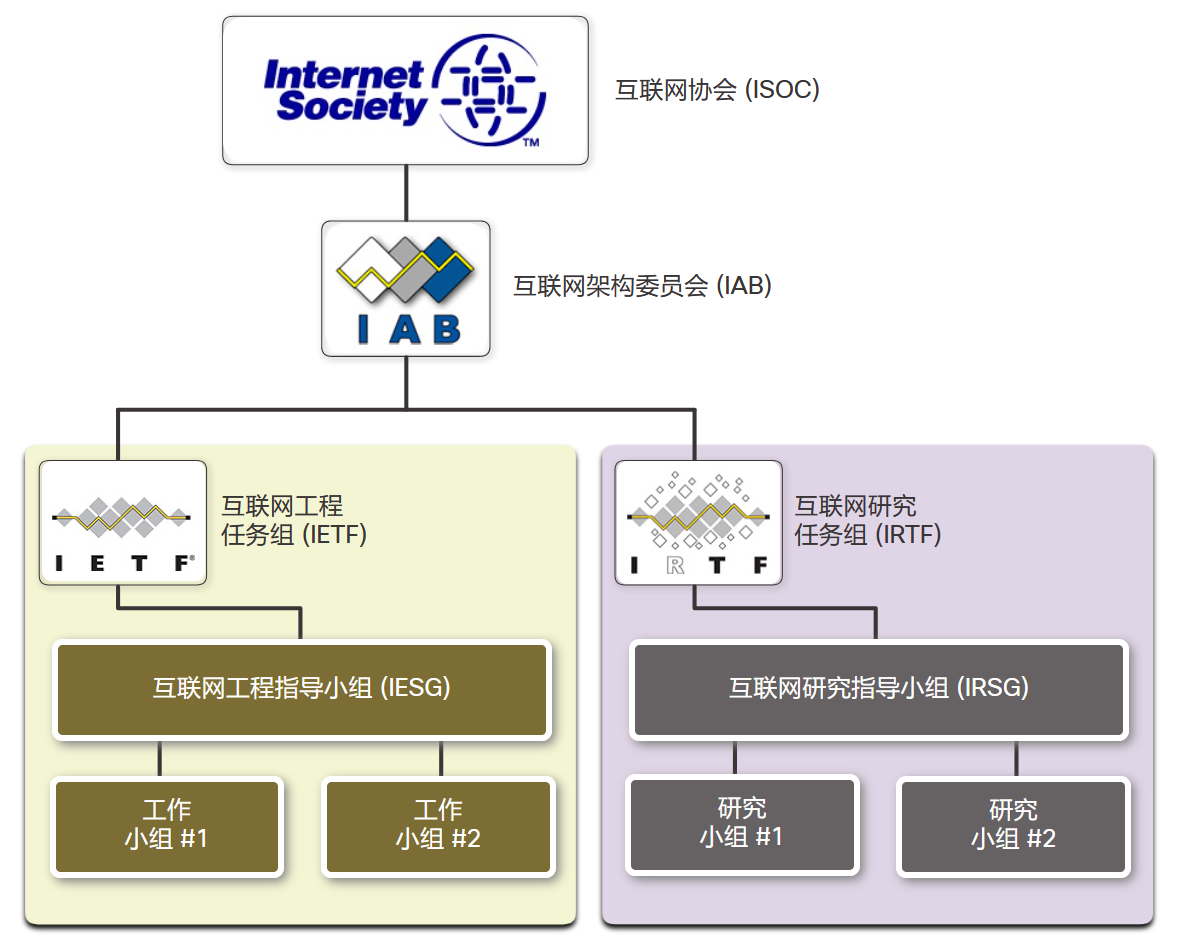 Internet
Society
TM
互联网协会 (ISOC)
I A B
互联网架构委员会 (IAB)
I E T F®
互联网工程
任务组 (IETF)
I R T F
互联网研究
任务组 (IRTF)
互联网工程指导小组 (IESG)
互联网研究指导小组 (IRSG)
工作
小组 #1
工作
小组 #2
研究
小组 #1
研究
小组 #2